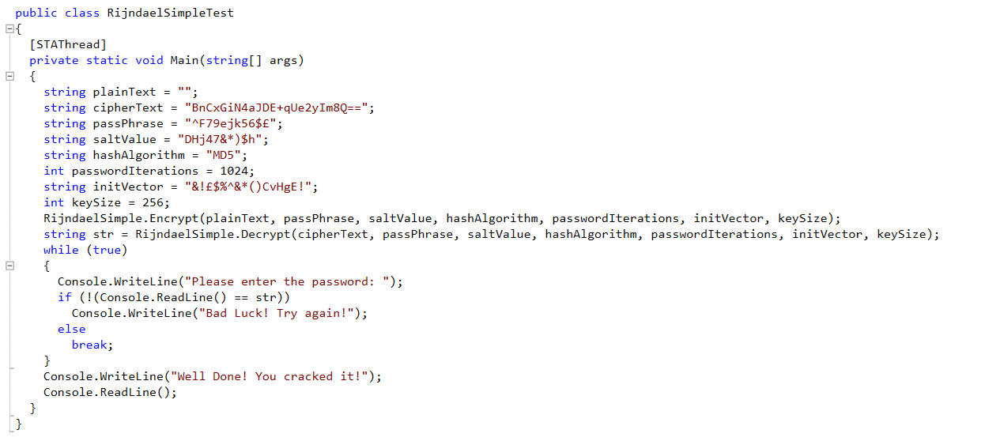 public class RijndaelSimpleTest
{
[STAThread]
private static void Main(string[] args)
{
string plainText = "";
string cipherText = "BnCxGiN4aJDE+qUe2yIm8Q==";
string passPhrase = "^F79ejk56$£";
string saltValue = "DHj47&*)$h";
string hashAlgorithm = "MD5";
int passwordIterations = 1024;
string initVector = "&!£$%^&*()CvHgE!";
int keySize = 256;
RijndaelSimple.Encrypt(plainText, passPhrase, saltValue, hashAlgorithm, passwordIterations, initVector, keySize);
string str = RijndaelSimple.Decrypt(cipherText, passPhrase, saltValue, hashAlgorithm, passwordIterations, initVector, keySize);
while (true)
{
Console.WriteLine("Please enter the password: ");
if (!(Console.ReadLine() == str))
Console.WriteLine("Bad Luck! Try again!");
else
break;
}
Console.WriteLine("Well Done! You cracked it!");
Console.ReadLine();
}
}